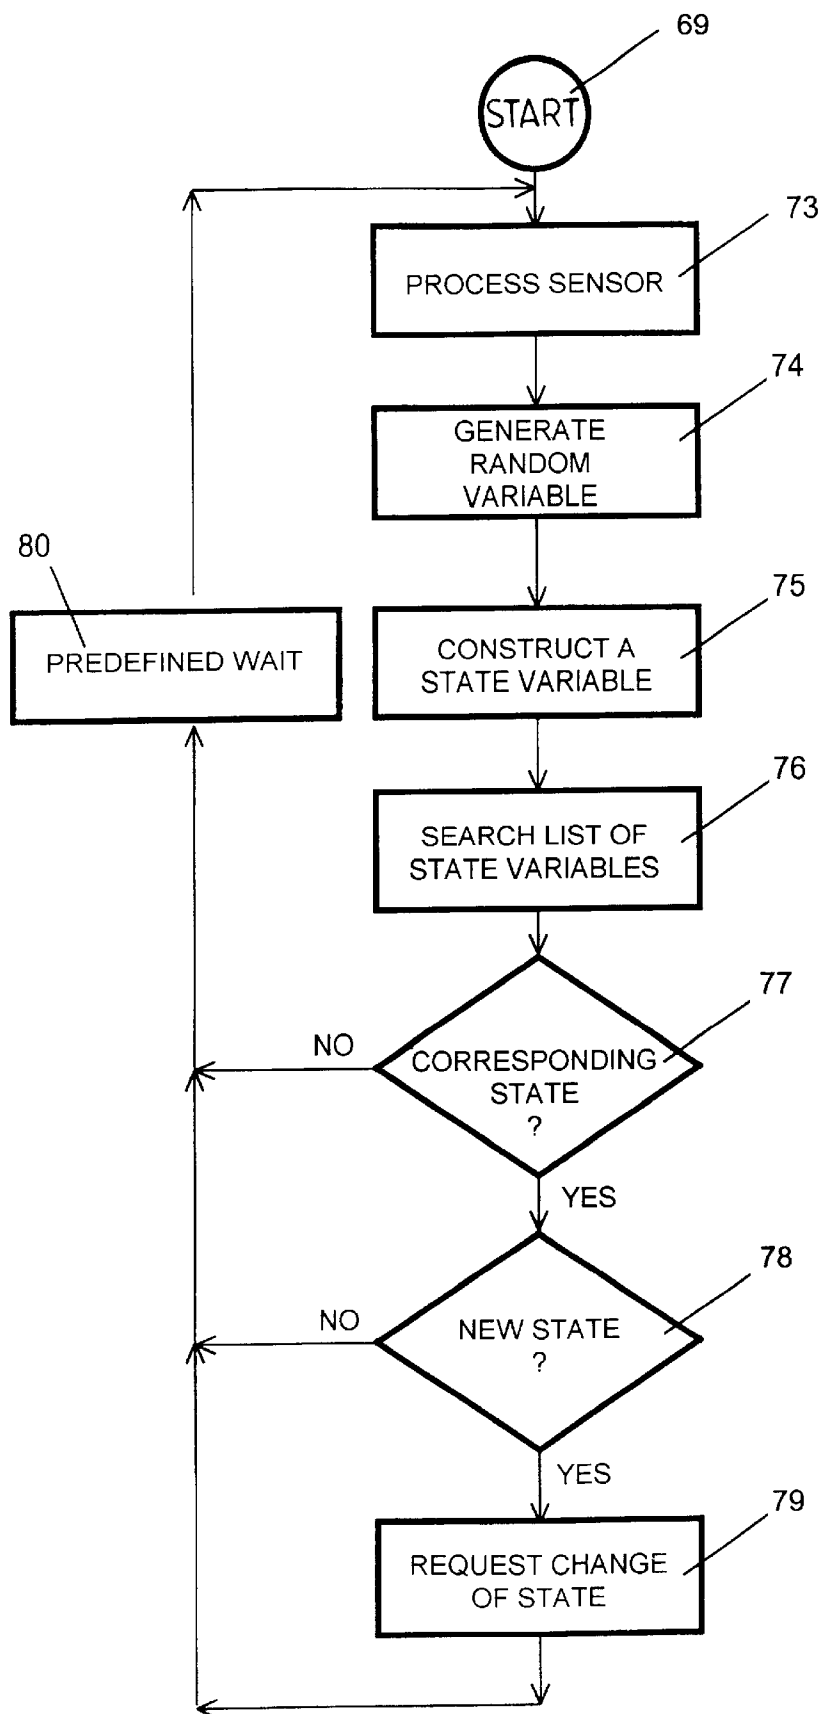 69
START
73
PROCESS SENSOR
74
GENERATE
RANDOM
VARIABLE
80
PREDEFINED WAIT
75
CONSTRUCT A
STATE VARIABLE
76
SEARCH LIST OF
STATE VARIABLES
77
NO
CORRESPONDING
STATE
?
YES
78
NO
NEW STATE
?
YES
79
REQUEST CHANGE
OF STATE